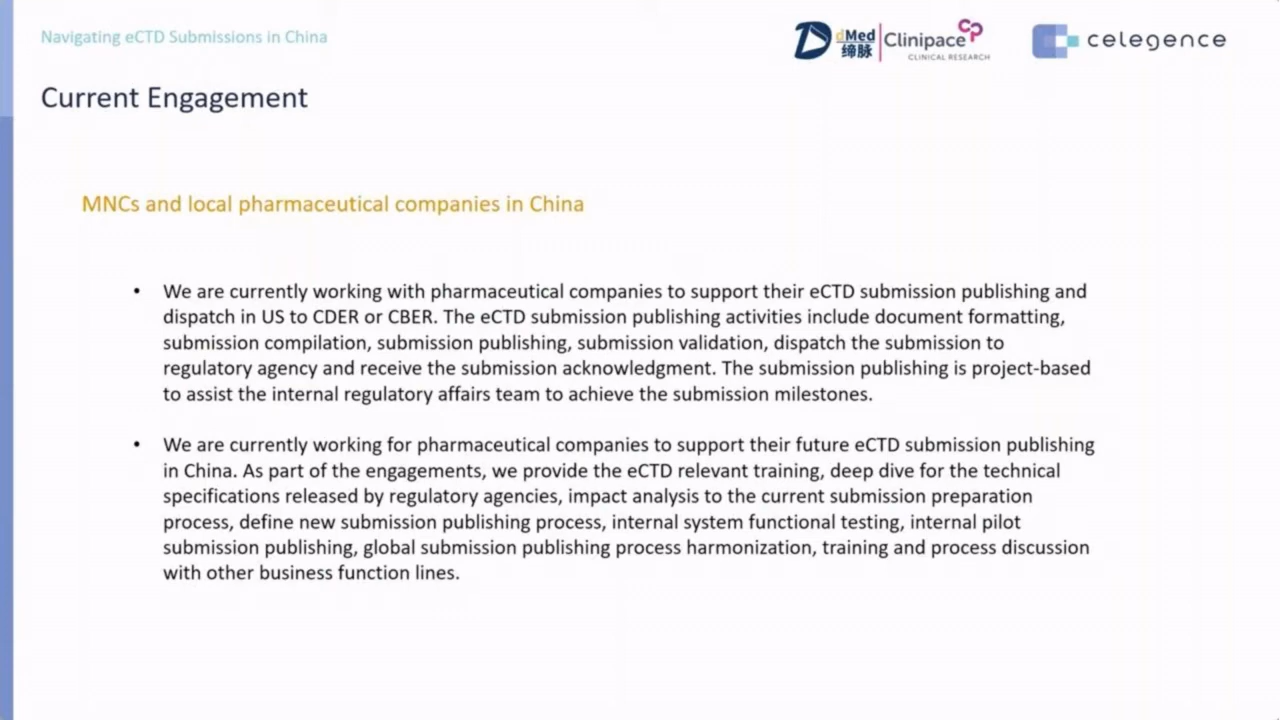 Navigating eCTD Submissions in China
dMed
缔脉
Clinipace
CP
CLINICAL RESEARCH
celegence
Current Engagement
MNCs and local pharmaceutical companies in China
• We are currently working with pharmaceutical companies to support their eCTD submission publishing and
dispatch in US to CDER or CBER. The eCTD submission publishing activities include document formatting,
submission compilation, submission publishing, submission validation, dispatch the submission to
regulatory agency and receive the submission acknowledgment. The submission publishing is project-based
to assist the internal regulatory affairs team to achieve the submission milestones.
• We are currently working for pharmaceutical companies to support their future eCTD submission publishing
in China. As part of the engagements, we provide the eCTD relevant training, deep dive for the technical
specifications released by regulatory agencies, impact analysis to the current submission preparation
process, define new submission publishing process, internal system functional testing, internal pilot
submission publishing, global submission publishing process harmonization, training and process discussion
with other business function lines.